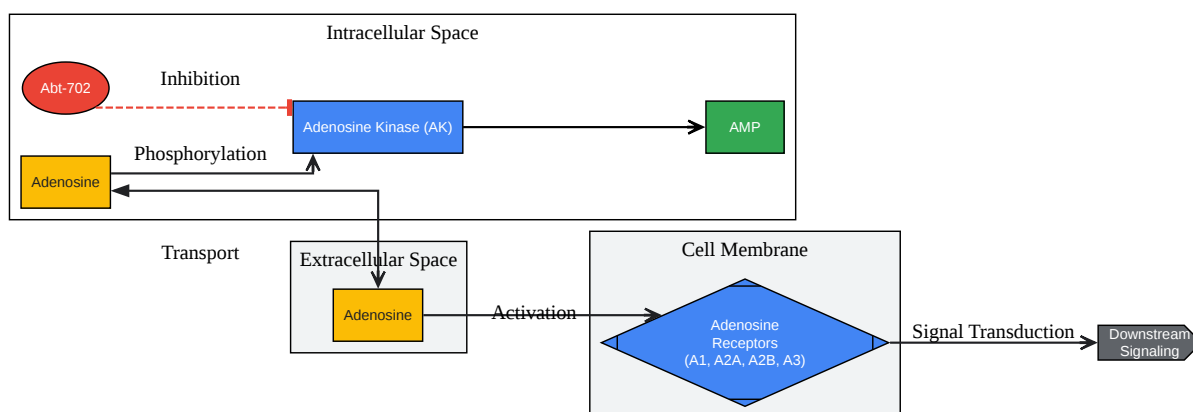 Intracellular Space
Abt-702
Inhibition
Adenosine Kinase (AK)
AMP
Phosphorylation
Adenosine
Transport
Extracellular Space
Adenosine
Activation
Cell Membrane
Adenosine
Receptors
(A1, A2A, A2B, A3)
Signal Transduction
Downstream
Signaling